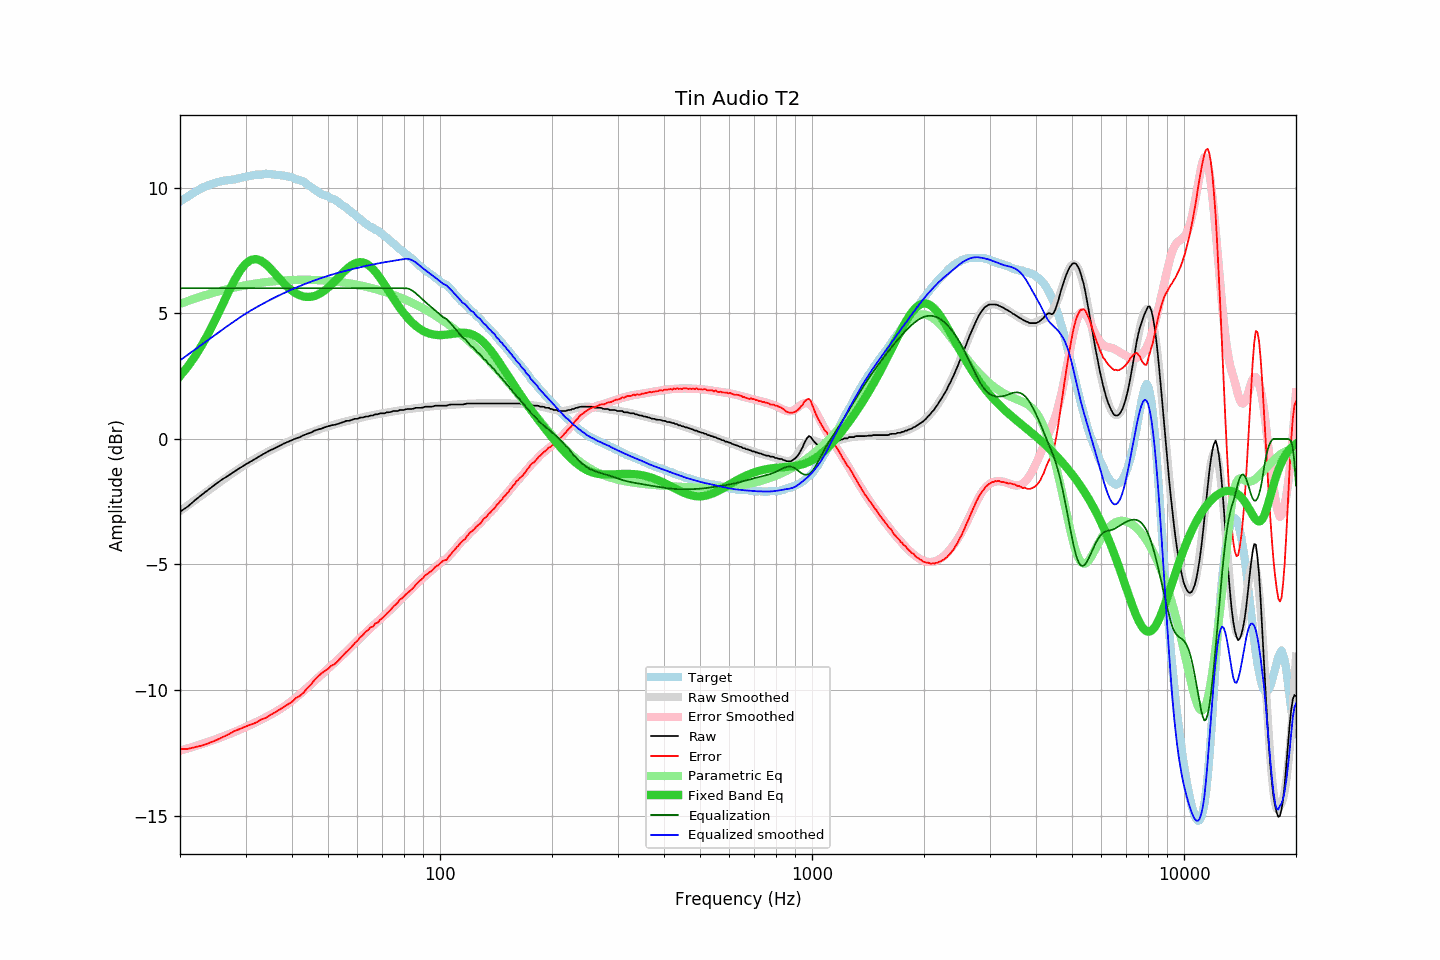 Tin Audio T2
10
5
0
−5
−10
−15
Amplitude (dBr)
Target
Raw Smoothed
Error Smoothed
Raw
Error
Parametric Eq
Fixed Band Eq
Equalization
Equalized smoothed
100
1000
10000
Frequency (Hz)